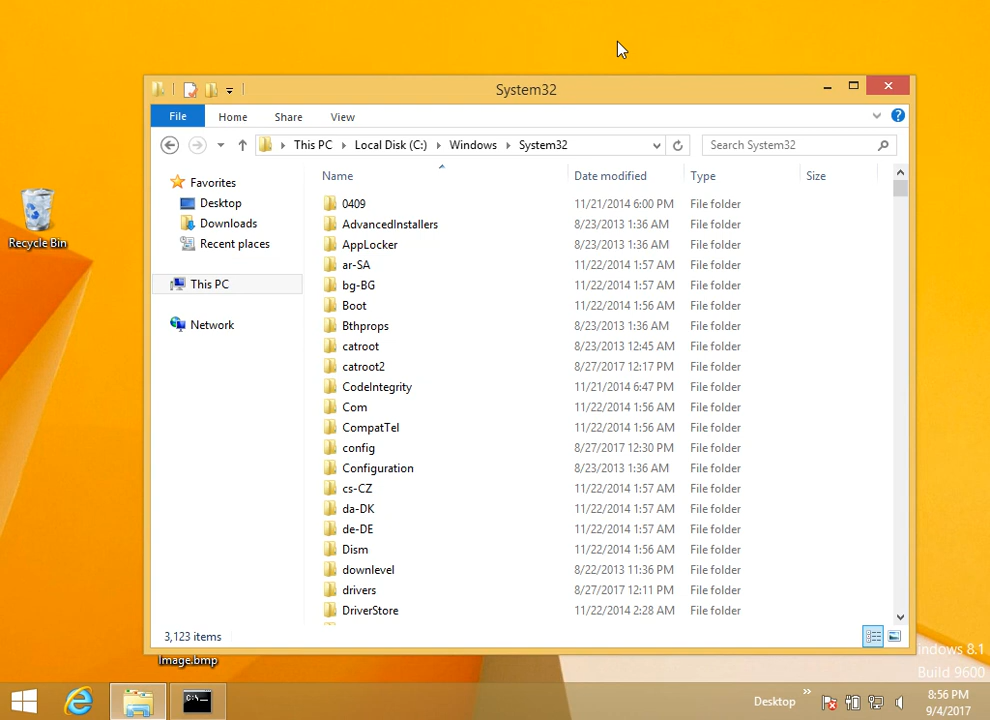 System32
File Home Share View
This PC Local Disk (C:) Windows System32 Search System32
Name Date modified Type Size
Favorites
Desktop
Downloads
Recent places
This PC
Network
0409 11/21/2014 6:00 PM File folder
AdvancedInstallers 8/23/2013 1:36 AM File folder
AppLocker 8/23/2013 1:36 AM File folder
ar-SA 11/22/2014 1:57 AM File folder
bg-BG 11/22/2014 1:57 AM File folder
Boot 11/22/2014 1:56 AM File folder
Bthprops 8/23/2013 1:36 AM File folder
catroot 8/23/2013 12:45 AM File folder
catroot2 8/27/2017 12:17 PM File folder
CodeIntegrity 11/21/2014 6:47 PM File folder
Com 11/22/2014 1:56 AM File folder
CompatTel 11/22/2014 1:56 AM File folder
config 8/27/2017 12:30 PM File folder
Configuration 8/23/2013 1:36 AM File folder
cs-CZ 11/22/2014 1:57 AM File folder
da-DK 11/22/2014 1:57 AM File folder
de-DE 11/22/2014 1:57 AM File folder
Dism 11/22/2014 1:56 AM File folder
downlevel 8/22/2013 11:36 PM File folder
drivers 8/27/2017 12:11 PM File folder
DriverStore 11/22/2014 2:28 AM File folder
3,123 items
Recycle Bin
Image.bmp
indows 8.1
Build 9600
C:\_
Desktop
8:56 PM
9/4/2017